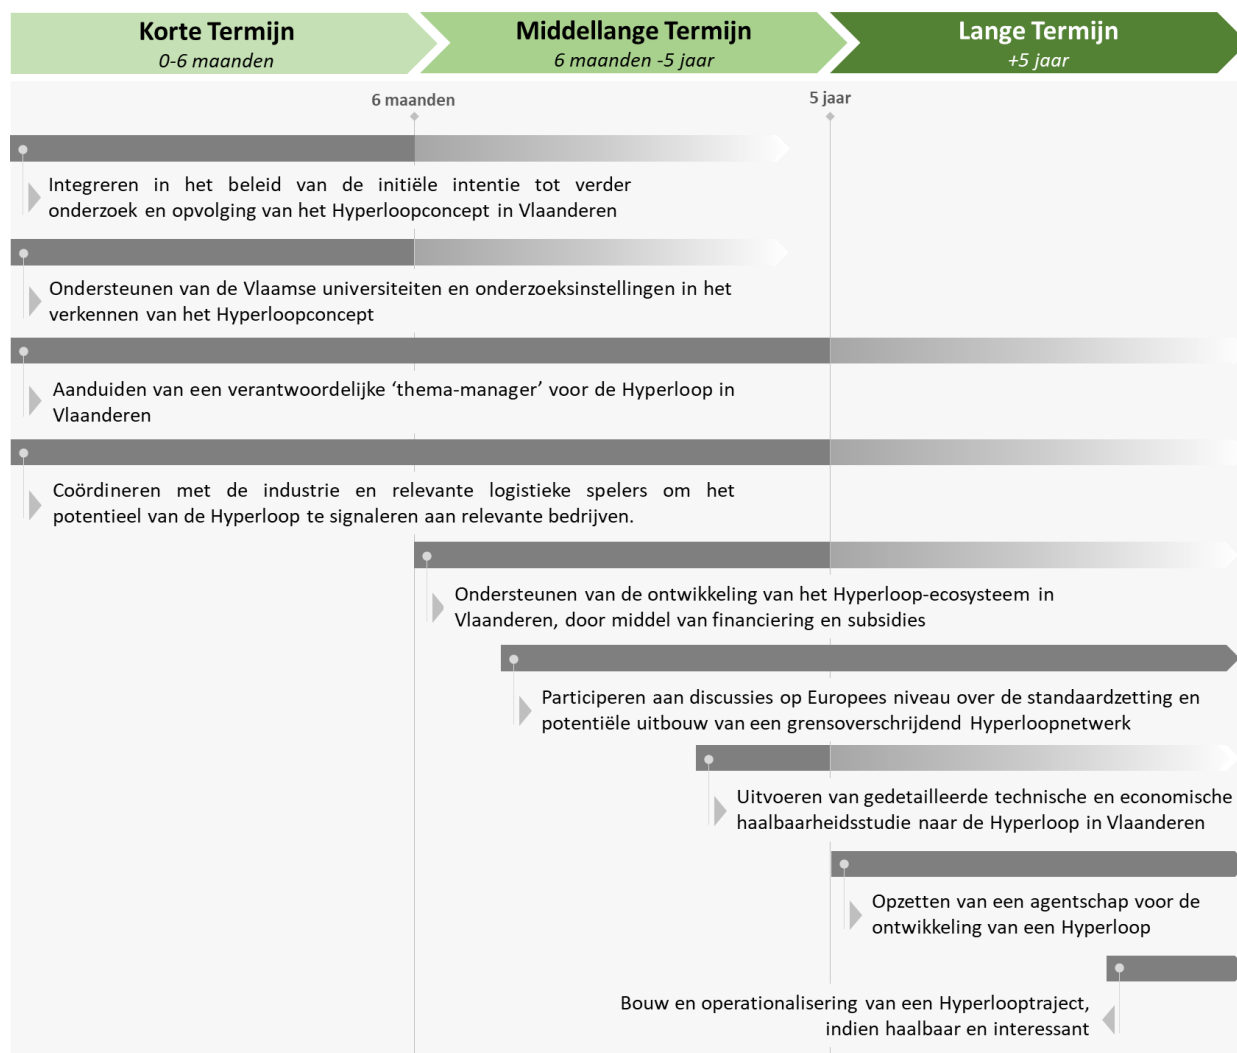 Korte Termijn
0-6 maanden
Middellange Termijn
6 maanden -5 jaar
Lange Termijn
+5 jaar
6 maanden
5 jaar
Integreren in het beleid van de initiële intentie tot verder
onderzoek en opvolging van het Hyperloopconcept in Vlaanderen
Ondersteunen van de Vlaamse universiteiten en onderzoeksinstellingen in het
verkennen van het Hyperloopconcept
Aanduiden van een verantwoordelijke ‘thema-manager’ voor de Hyperloop in
Vlaanderen
Coördineren met de industrie en relevante logistieke spelers om het
potentieel van de Hyperloop te signaleren aan relevante bedrijven.
Ondersteunen van de ontwikkeling van het Hyperloop-ecosysteem in
Vlaanderen, door middel van financiering en subsidies
Participeren aan discussies op Europees niveau over de standaardzetting en
potentiële uitbouw van een grensoverschrijdend Hyperloopnetwerk
Uitvoeren van gedetailleerde technische en economische
haalbaarheidsstudie naar de Hyperloop in Vlaanderen
Opzetten van een agentschap voor de
ontwikkeling van een Hyperloop
Bouw en operationalisering van een Hyperlooptraject,
indien haalbaar en interessant